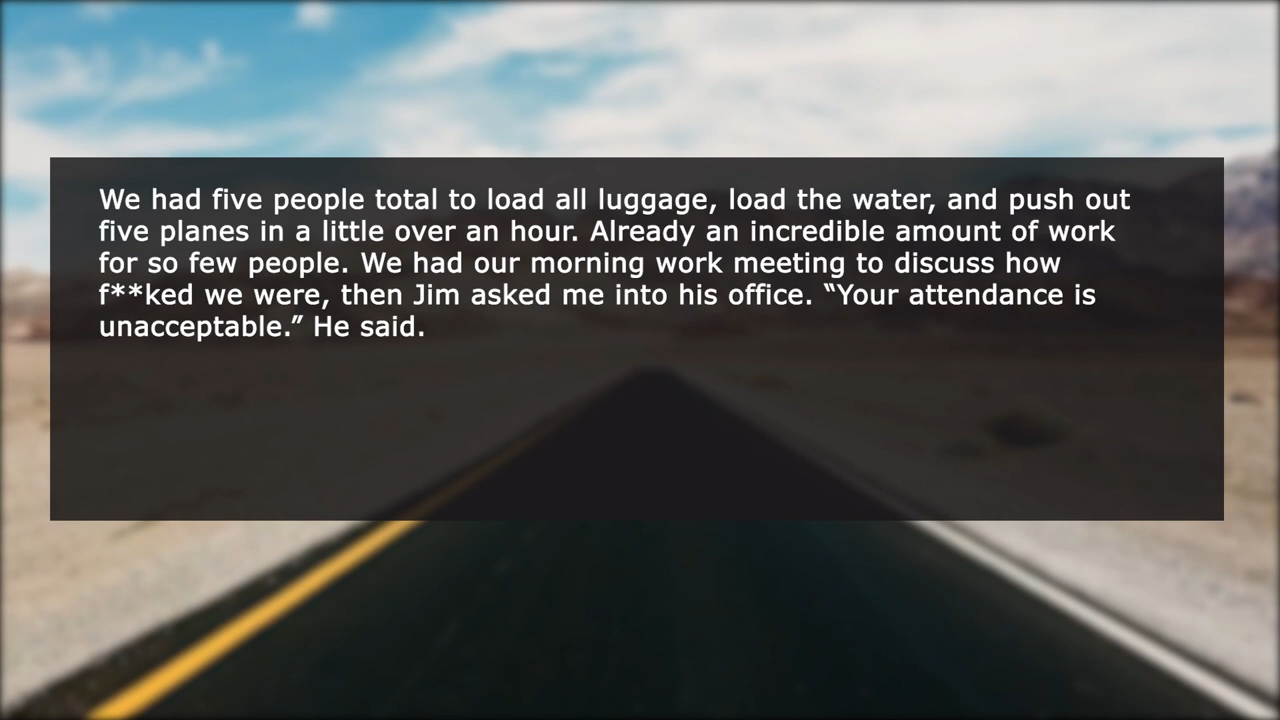 We had five people total to load all luggage, load the water, and push out
five planes in a little over an hour. Already an incredible amount of work
for so few people. We had our morning work meeting to discuss how
f**ked we were, then Jim asked me into his office. “Your attendance is
unacceptable.” He said.